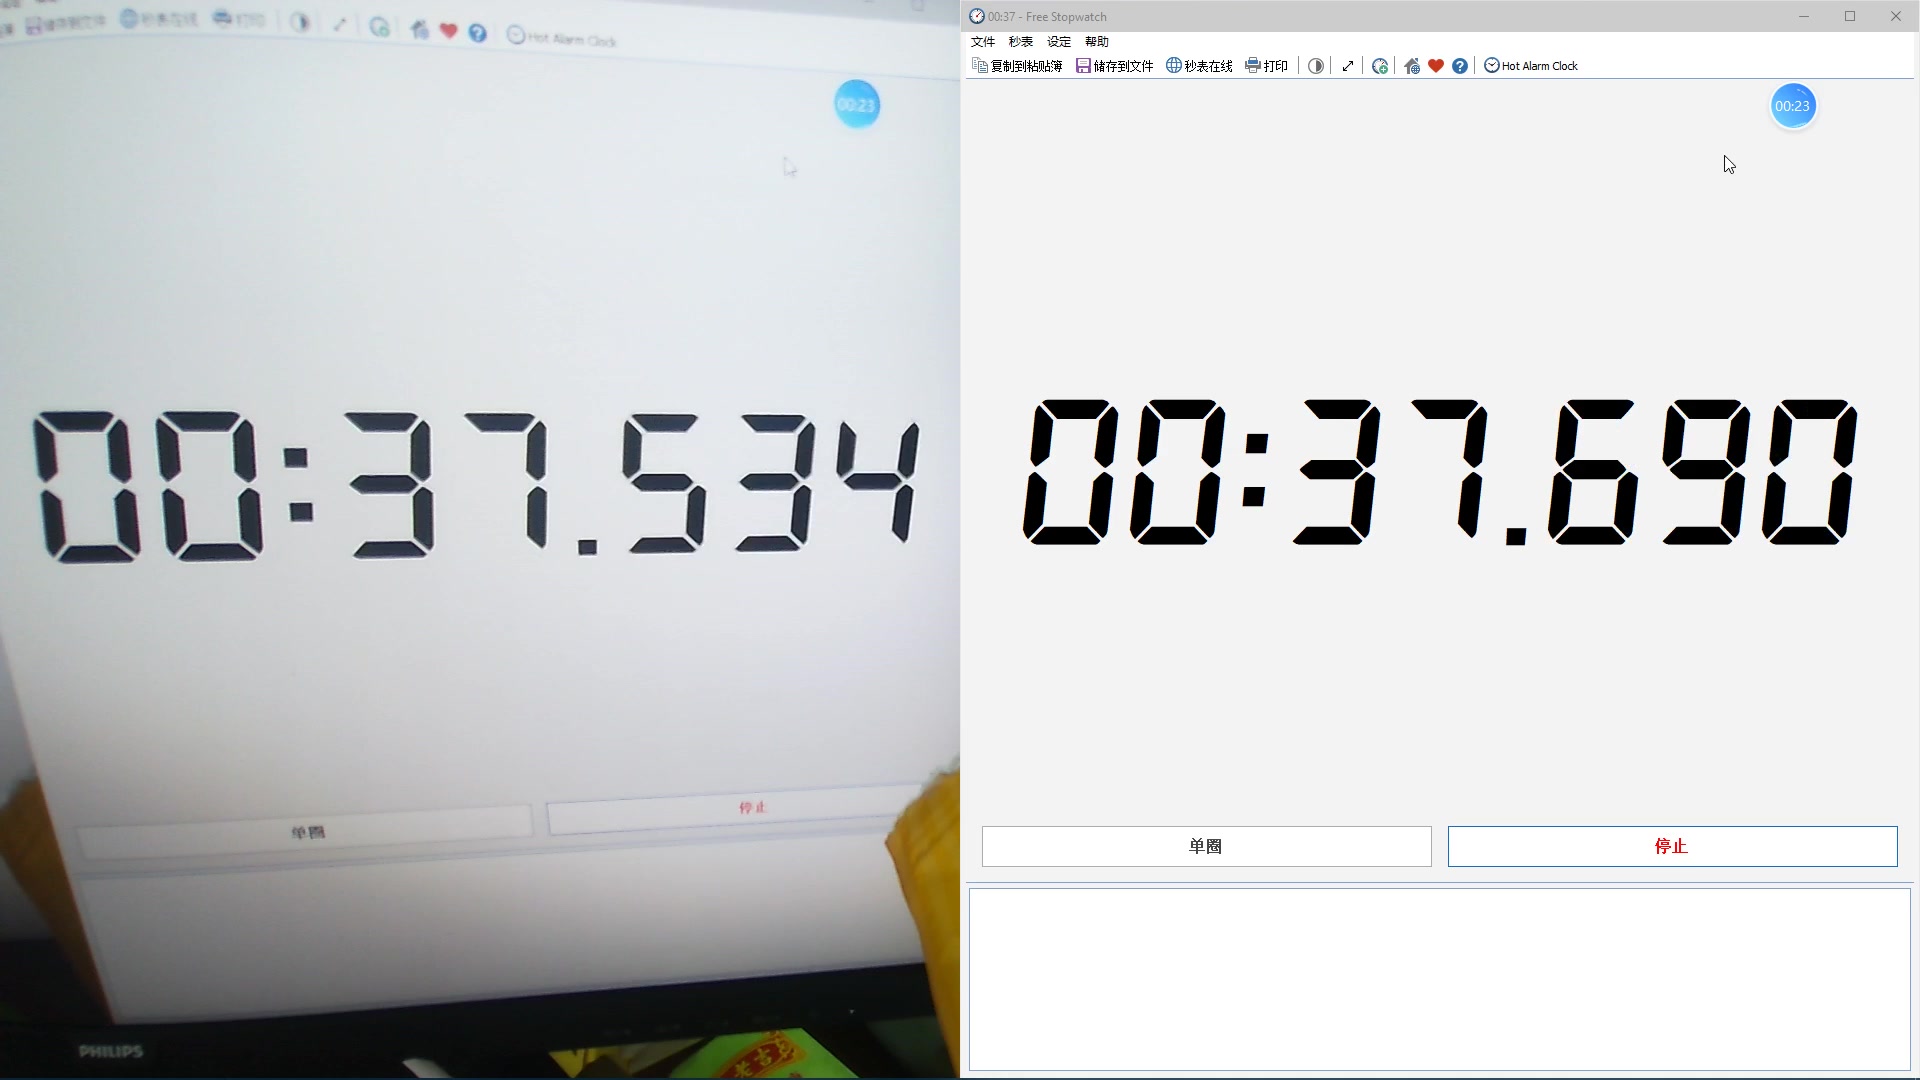 储存到文件 秒表在线 打印 Hot Alarm Clock
00:23
00:37.534
单圈 停止
PHILIPS
老吉
00:37 - Free Stopwatch
文件 秒表 设定 帮助
复制到粘贴簿 储存到文件 秒表在线 打印 Hot Alarm Clock
00:23
00:37.690
单圈 停止